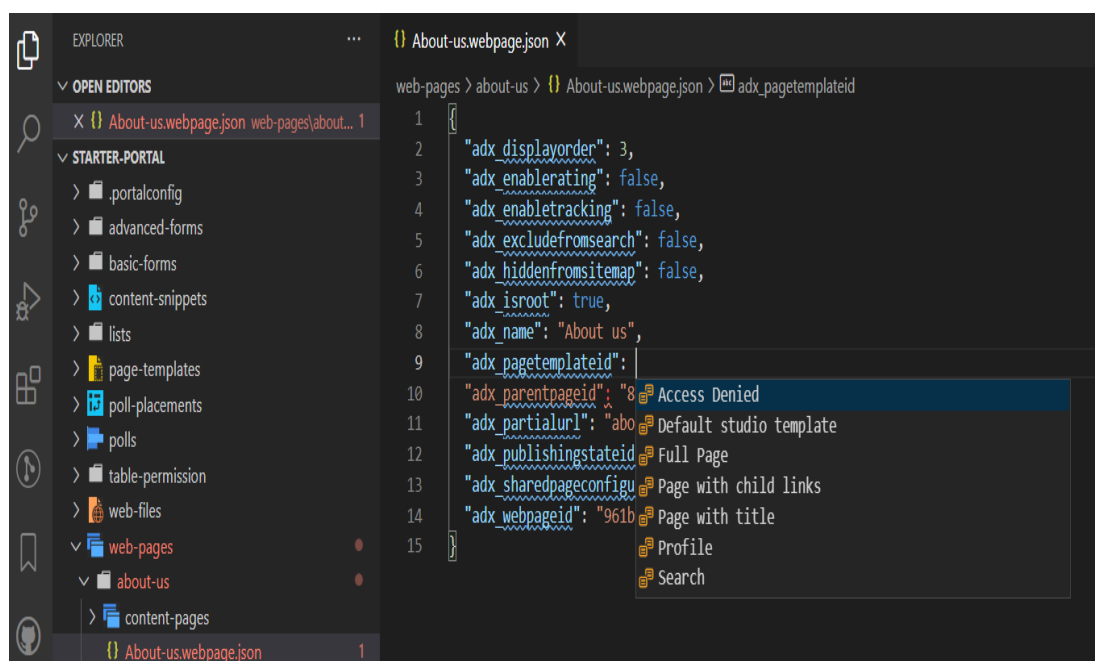 EXPLORER ···
OPEN EDITORS
About-us.webpage.json web-pages\about... 1
STARTER-PORTAL
.portalconfig
advanced-forms
basic-forms
content-snippets
lists
page-templates
poll-placements
polls
table-permission
web-files
web-pages
about-us
content-pages
{} About-us.webpage.json 1
{} About-us.webpage.json
web-pages > about-us > {} About-us.webpage.json > abc adx_pagetemplateid
1 {
2 "adx_displayorder": 3,
3 "adx_enablerating": false,
4 "adx_enabletracking": false,
5 "adx_excludefromsearch": false,
6 "adx_hiddenfromsitemap": false,
7 "adx_isroot": true,
8 "adx_name": "About us",
9 "adx_pagetemplateid":
10 "adx_parentpageid": "8
11 "adx_partialurl": "abo
12 "adx_publishingstateid
13 "adx_sharedpageconfigu
14 "adx_webpageid": "961b
15 }
Access Denied
Default studio template
Full Page
Page with child links
Page with title
Profile
Search